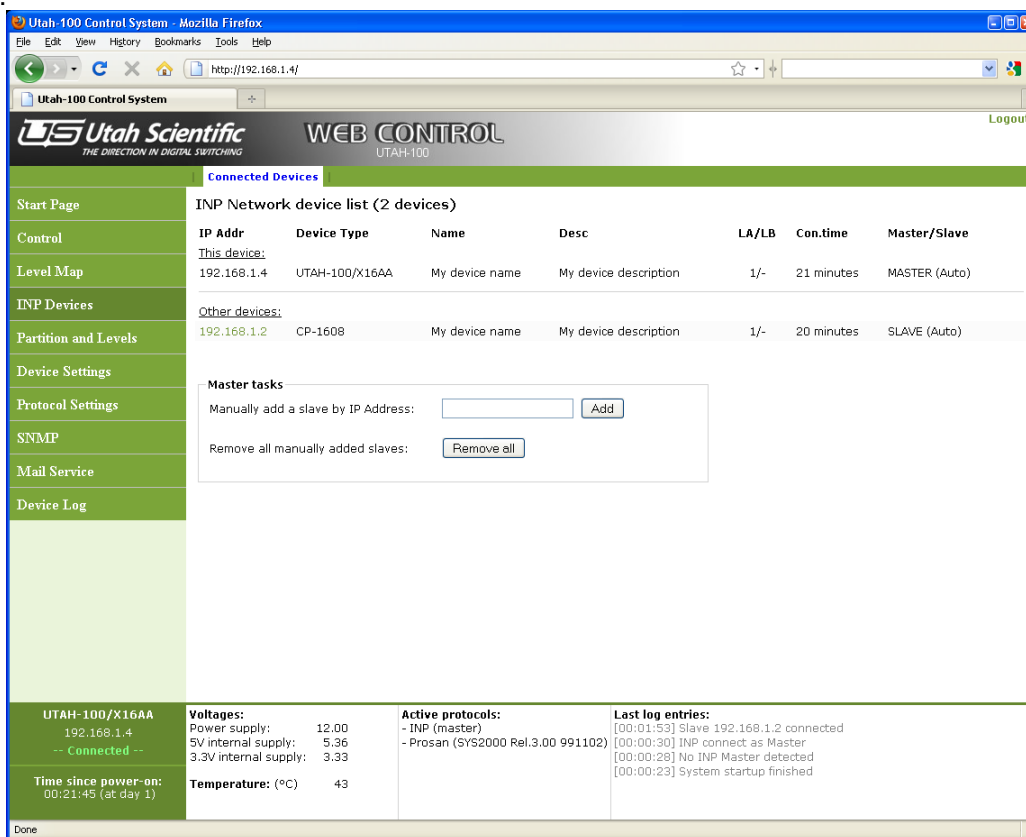 .
Utah-100 Control System - Mozilla Firefox
File Edit View History Bookmarks Tools Help
http://192.168.1.4/
Utah-100 Control System
Utah Scientific
THE DIRECTION IN DIGITAL SWITCHING
WEB CONTROL
UTAH-100
Logout
Connected Devices
Start Page
Control
Level Map
INP Devices
Partition and Levels
Device Settings
Protocol Settings
SNMP
Mail Service
Device Log
INP Network device list (2 devices)
IP Addr Device Type Name Desc LA/LB Con.time Master/Slave
This device:
192.168.1.4 UTAH-100/X16AA My device name My device description 1/- 21 minutes MASTER (Auto)
Other devices:
192.168.1.2 CP-1608 My device name My device description 1/- 20 minutes SLAVE (Auto)
Master tasks
Manually add a slave by IP Address: Add
Remove all manually added slaves: Remove all
UTAH-100/X16AA
192.168.1.4
-- Connected --
Time since power-on:
00:21:45 (at day 1)
Voltages:
Power supply: 12.00
5V internal supply: 5.36
3.3V internal supply: 3.33
Temperature: (°C) 43
Active protocols:
- INP (master)
- Prosan (SYS2000 Rel.3.00 991102)
Last log entries:
[00:01:53] Slave 192.168.1.2 connected
[00:00:30] INP connect as Master
[00:00:28] No INP Master detected
[00:00:23] System startup finished
Done